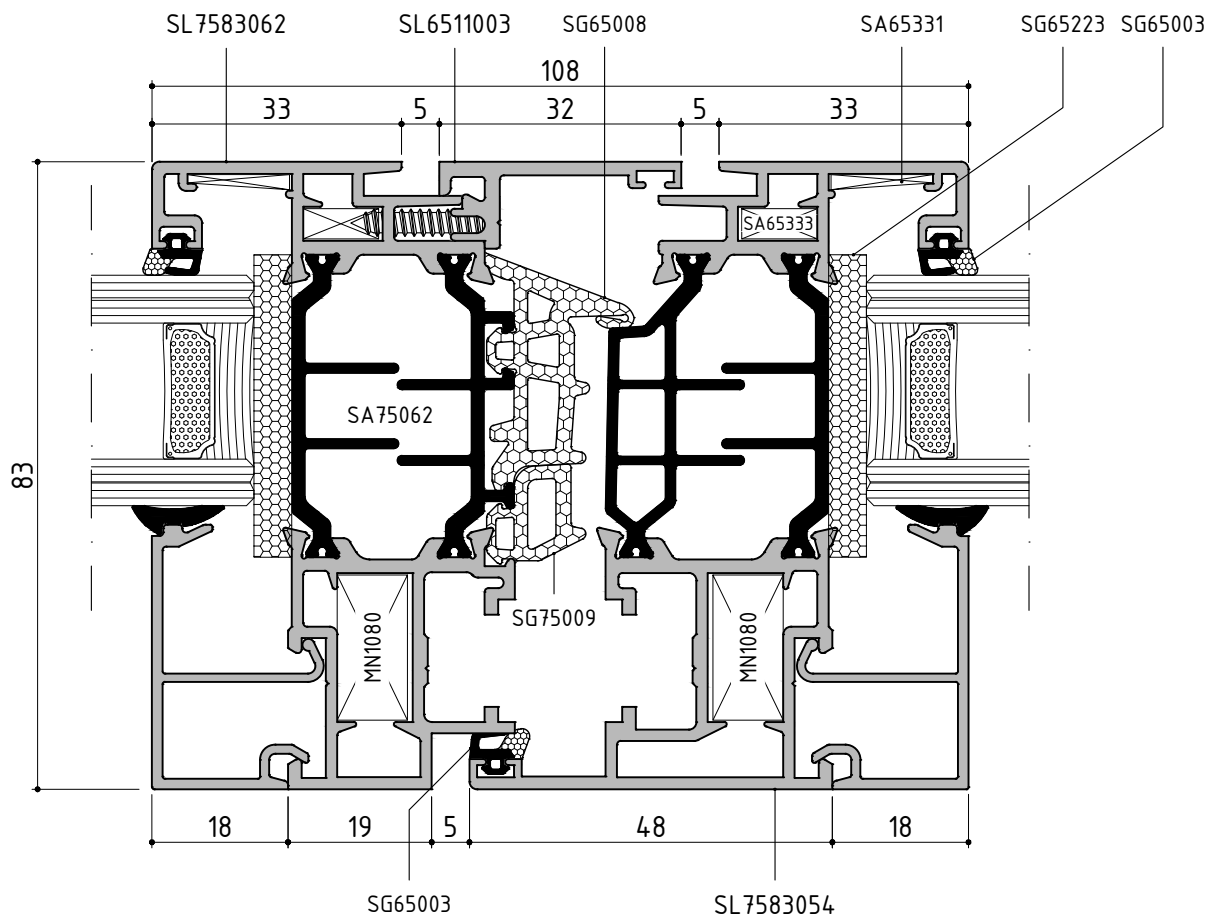 SL7583062 SL6511003 SG65008 SA65331 SG65223 SG65003
108
33 5 32 5 33
SA65333
83
SA75062
SG75009
MN1080 MN1080
18 19 5 48 18
SG65003 SL7583054